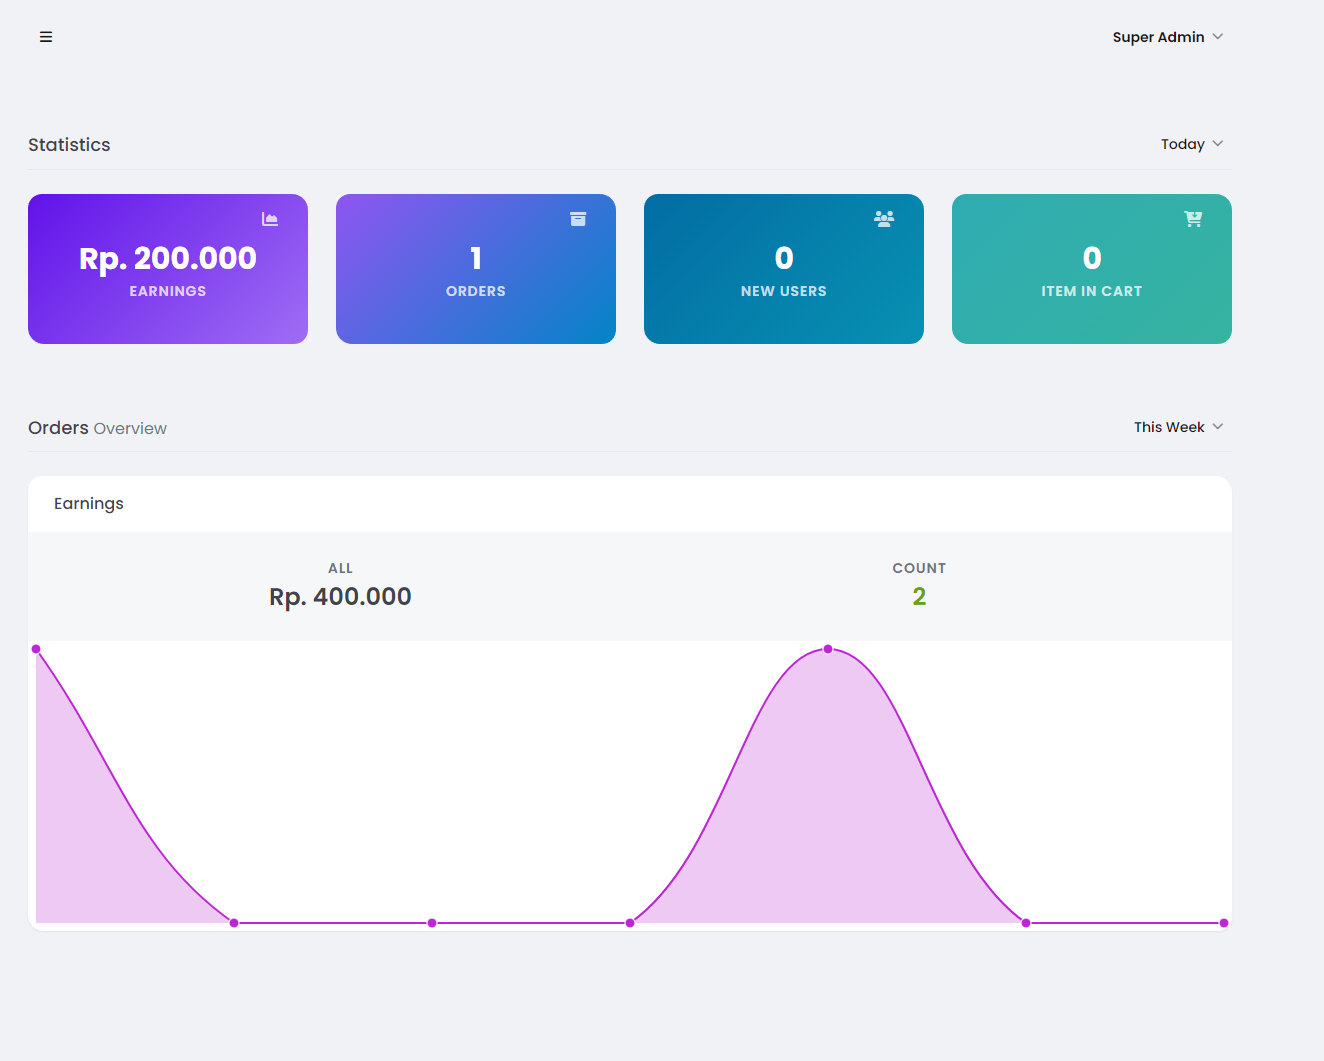 Super Admin
Statistics
Today
Rp. 200.000
EARNINGS
1
ORDERS
0
NEW USERS
0
ITEM IN CART
Orders Overview
This Week
Earnings
ALL
Rp. 400.000
COUNT
2